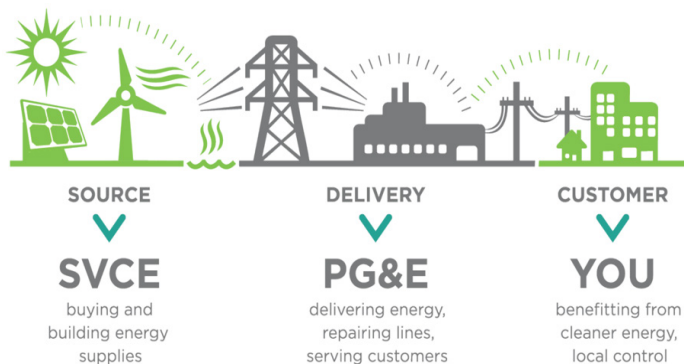 SOURCE
SVCE
buying and
building energy
supplies
DELIVERY
PG&E
delivering energy,
repairing lines,
serving customers
CUSTOMER
YOU
benefitting from
cleaner energy,
local control